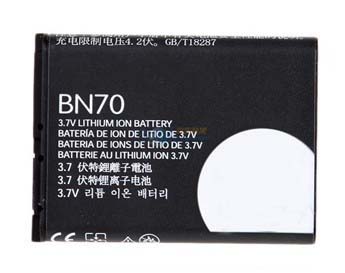 充电限制电压4.2伏. GB/T18287
BN70
3.7V LITHIUM ION BATTERY
BATERÍA DE ION DE LITIO DE 3.7V
BATERIA DE IONS DE LÍTIO DE 3.7V
BATTERIE AU LITHIUM ION 3.7V
3.7 伏特鋰離子電池
3.7 伏特锂离子电池
3.7V 리튬 이온 배터리
CE